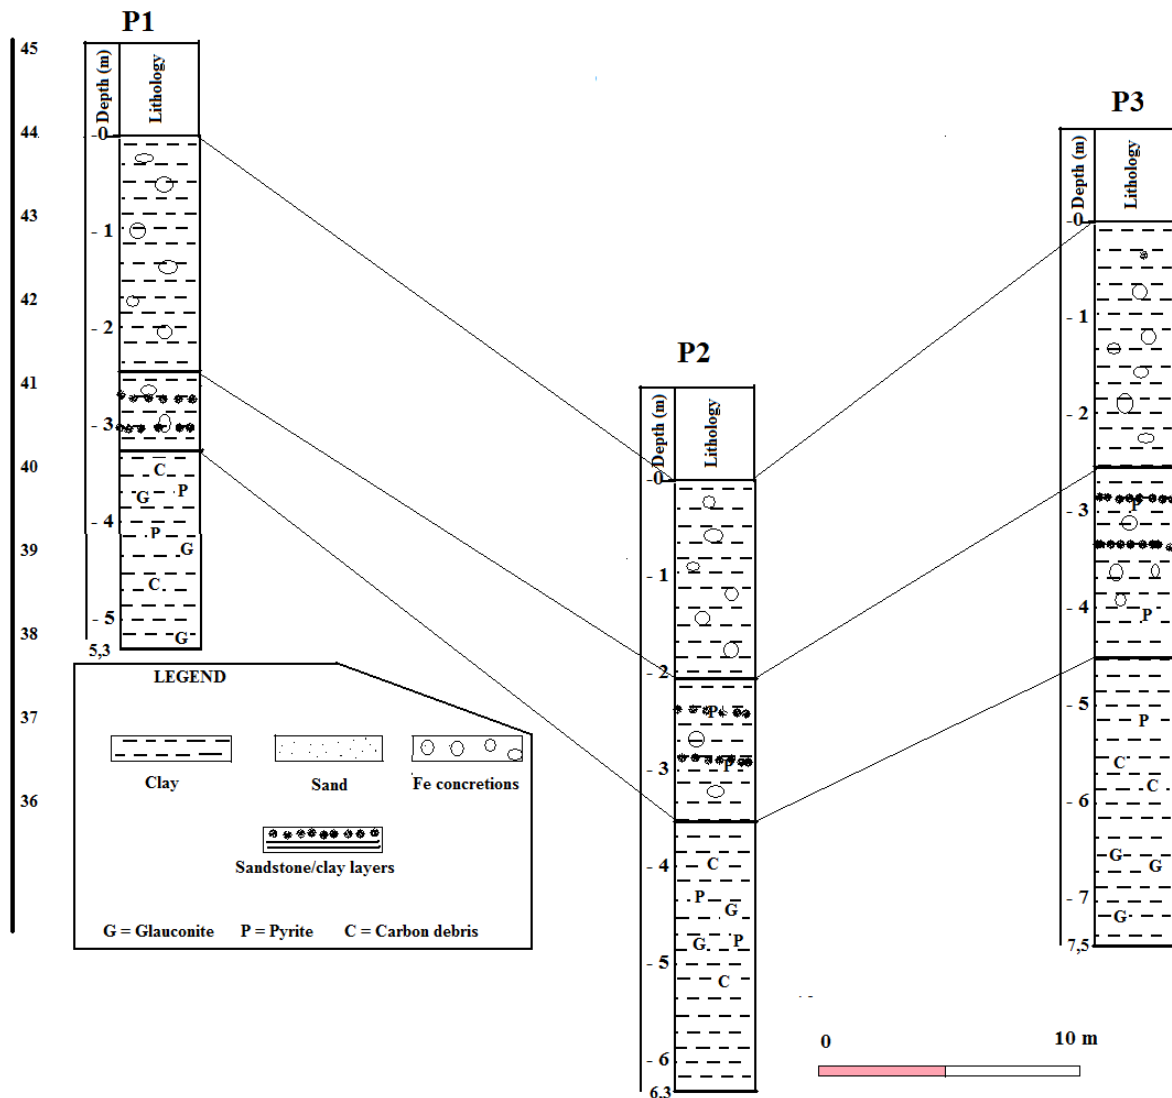 P1
P2
P3
45
44
43
42
41
40
39
38
37
36
Depth (m)
Lithology
-0
- 1
- 2
- 3
- 4
- 5
5,3
C
G
P
P
G
C
G
Depth (m)
Lithology
-0
- 1
- 2
- 3
- 4
- 5
- 6
6,3
P
P
C
P
G
G
P
C
Depth (m)
Lithology
-0
- 1
- 2
- 3
- 4
- 5
- 6
- 7
7,5
P
P
P
C
C
G
G
G
LEGEND
Clay
Sand
Fe concretions
Sandstone/clay layers
G = Glauconite P = Pyrite C = Carbon debris
0
10 m